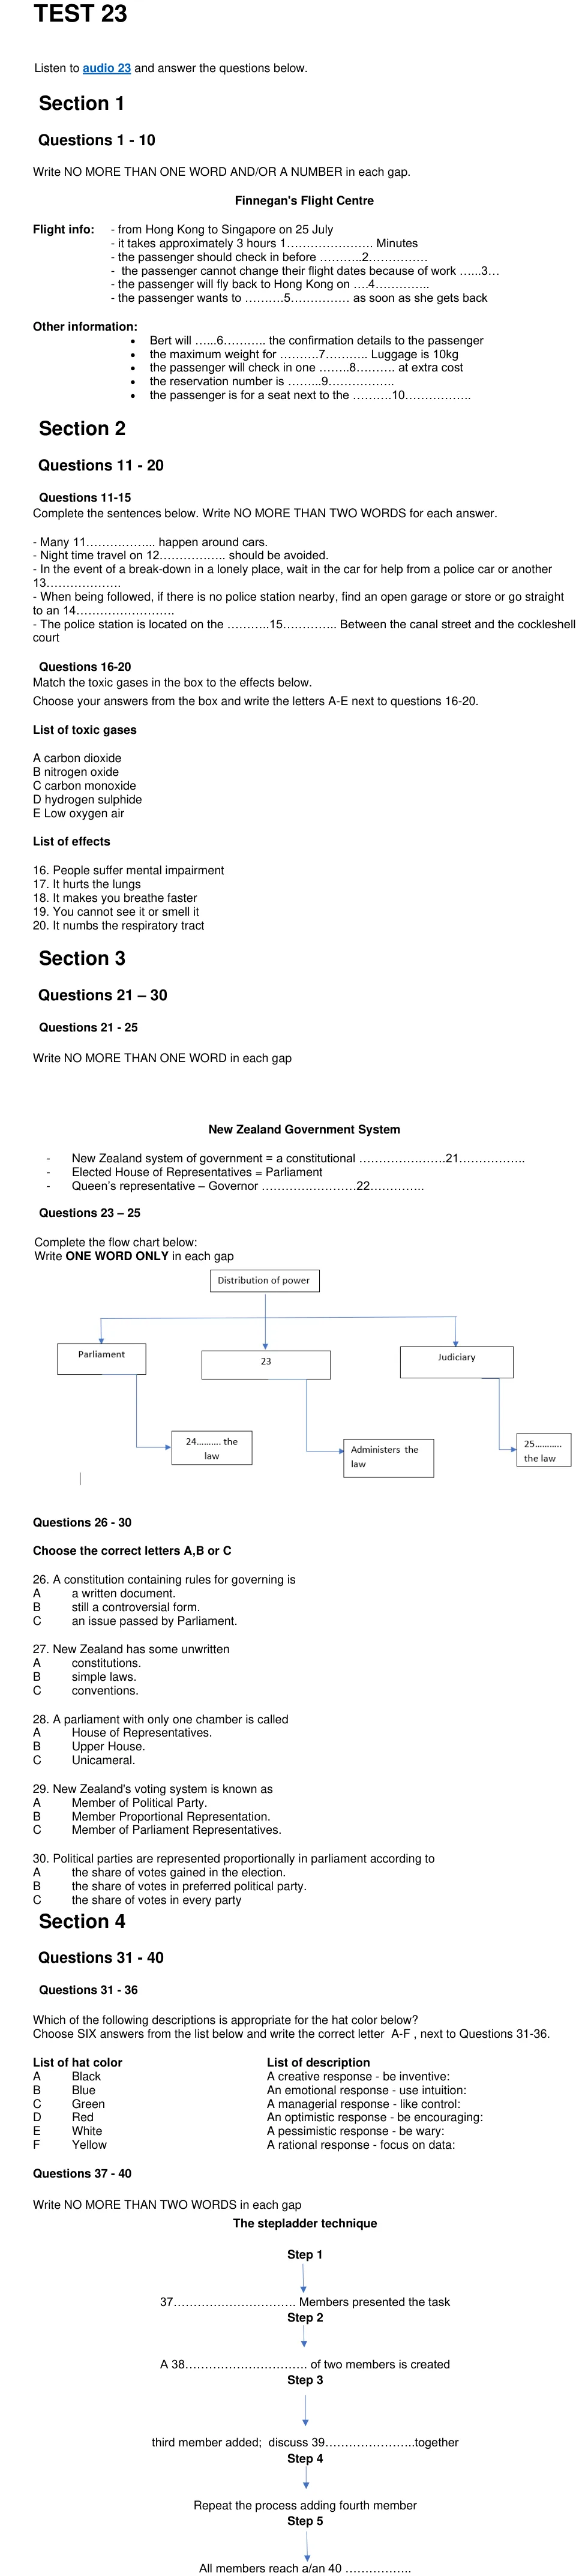 TEST 23
Listen to audio 23 and answer the questions below.
Section 1
Questions 1 - 10
Write NO MORE THAN ONE WORD AND/OR A NUMBER in each gap.
Finnegan's Flight Centre
Flight info: - from Hong Kong to Singapore on 25 July
- it takes approximately 3 hours 1…………………. Minutes
- the passenger should check in before ………..2……………
- the passenger cannot change their flight dates because of work …...3…
- the passenger will fly back to Hong Kong on ….4…………..
- the passenger wants to ……….5…………… as soon as she gets back
Other information:
• Bert will …...6……….. the confirmation details to the passenger
• the maximum weight for ……….7……….. Luggage is 10kg
• the passenger will check in one ……..8………. at extra cost
• the reservation number is ……...9……………..
• the passenger is for a seat next to the ……….10……………..
Section 2
Questions 11 - 20
Questions 11-15
Complete the sentences below. Write NO MORE THAN TWO WORDS for each answer.
- Many 11……………... happen around cars.
- Night time travel on 12…………….. should be avoided.
- In the event of a break-down in a lonely place, wait in the car for help from a police car or another
13……………….
- When being followed, if there is no police station nearby, find an open garage or store or go straight
to an 14…………………….
- The police station is located on the ………..15………….. Between the canal street and the cockleshell
court
Questions 16-20
Match the toxic gases in the box to the effects below.
Choose your answers from the box and write the letters A-E next to questions 16-20.
List of toxic gases
A carbon dioxide
B nitrogen oxide
C carbon monoxide
D hydrogen sulphide
E Low oxygen air
List of effects
16. People suffer mental impairment
17. It hurts the lungs
18. It makes you breathe faster
19. You cannot see it or smell it
20. It numbs the respiratory tract
Section 3
Questions 21 – 30
Questions 21 - 25
Write NO MORE THAN ONE WORD in each gap
New Zealand Government System
- New Zealand system of government = a constitutional ………………….21……………..
- Elected House of Representatives = Parliament
- Queen's representative – Governor ……………………22…………..
Questions 23 – 25
Complete the flow chart below:
Write ONE WORD ONLY in each gap
Distribution of power
Parliament
23
Judiciary
24………. the
law
Administers the
law
25………..
the law
Questions 26 - 30
Choose the correct letters A,B or C
26. A constitution containing rules for governing is
A a written document.
B still a controversial form.
C an issue passed by Parliament.
27. New Zealand has some unwritten
A constitutions.
B simple laws.
C conventions.
28. A parliament with only one chamber is called
A House of Representatives.
B Upper House.
C Unicameral.
29. New Zealand's voting system is known as
A Member of Political Party.
B Member Proportional Representation.
C Member of Parliament Representatives.
30. Political parties are represented proportionally in parliament according to
A the share of votes gained in the election.
B the share of votes in preferred political party.
C the share of votes in every party
Section 4
Questions 31 - 40
Questions 31 - 36
Which of the following descriptions is appropriate for the hat color below?
Choose SIX answers from the list below and write the correct letter A-F , next to Questions 31-36.
List of hat color List of description
A Black A creative response - be inventive:
B Blue An emotional response - use intuition:
C Green A managerial response - like control:
D Red An optimistic response - be encouraging:
E White A pessimistic response - be wary:
F Yellow A rational response - focus on data:
Questions 37 - 40
Write NO MORE THAN TWO WORDS in each gap
The stepladder technique
Step 1
37…………………………. Members presented the task
Step 2
A 38…………………………. of two members is created
Step 3
third member added; discuss 39…………………..together
Step 4
Repeat the process adding fourth member
Step 5
All members reach a/an 40 ……………..